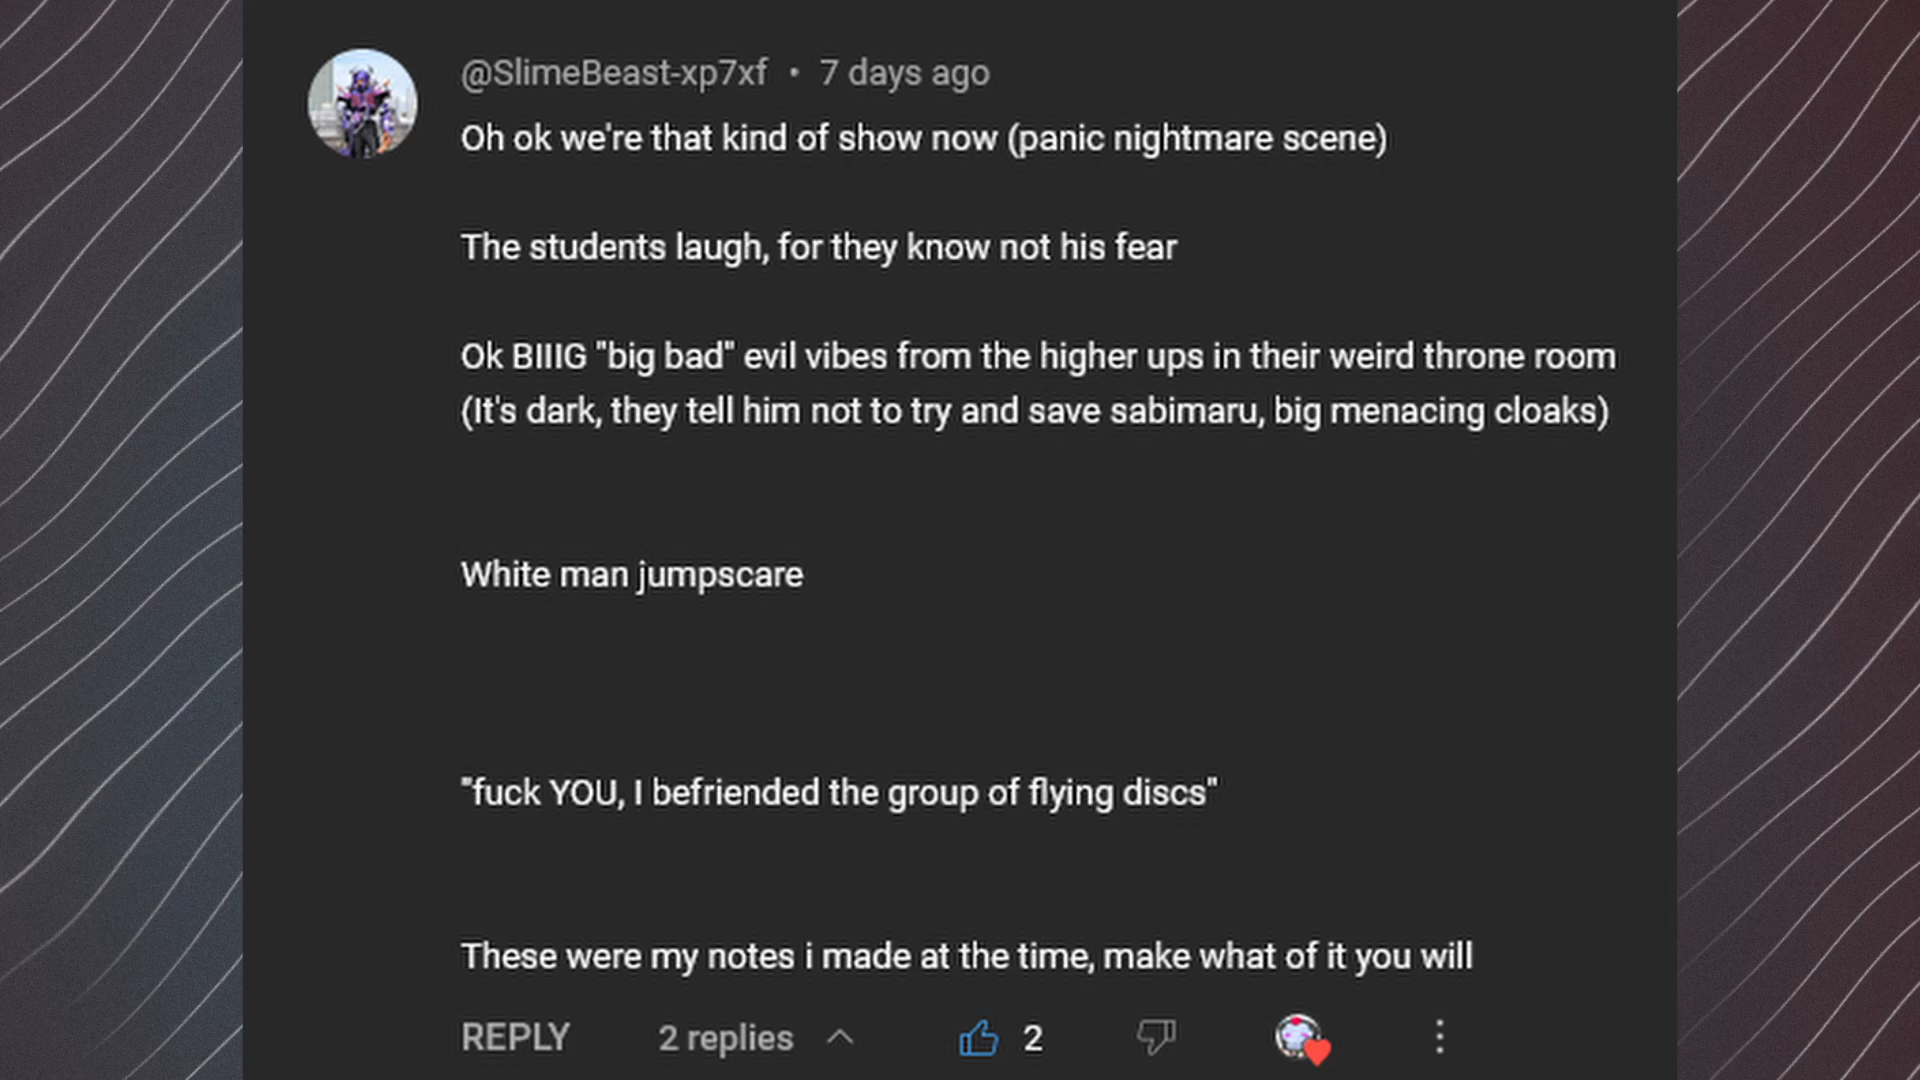 @SlimeBeast-xp7xf • 7 days ago
Oh ok we're that kind of show now (panic nightmare scene)
The students laugh, for they know not his fear
Ok BIIIG "big bad" evil vibes from the higher ups in their weird throne room
(It's dark, they tell him not to try and save sabimaru, big menacing cloaks)
White man jumpscare
"fuck YOU, I befriended the group of flying discs"
These were my notes i made at the time, make what of it you will
REPLY 2 replies 2